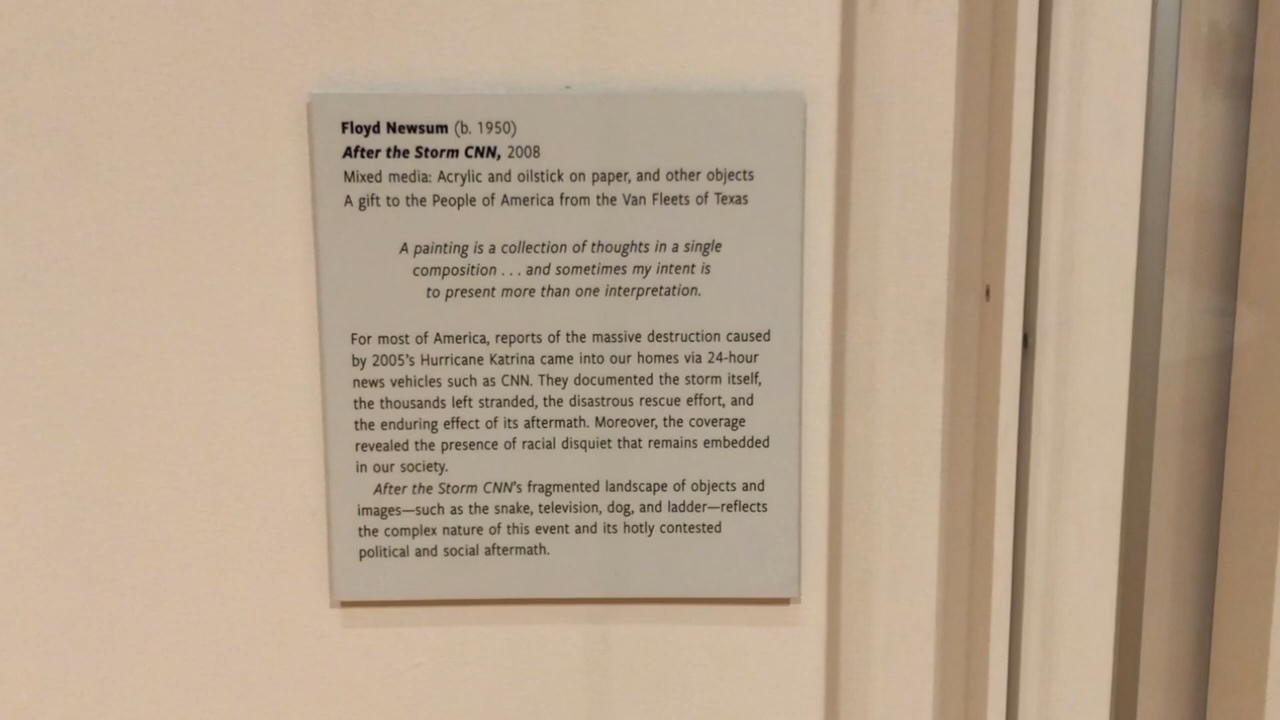 Floyd Newsum (b. 1950)
After the Storm CNN, 2008
Mixed media: Acrylic and oilstick on paper, and other objects
A gift to the People of America from the Van Fleets of Texas
A painting is a collection of thoughts in a single
composition . . . and sometimes my intent is
to present more than one interpretation.
For most of America, reports of the massive destruction caused
by 2005's Hurricane Katrina came into our homes via 24-hour
news vehicles such as CNN. They documented the storm itself,
the thousands left stranded, the disastrous rescue effort, and
the enduring effect of its aftermath. Moreover, the coverage
revealed the presence of racial disquiet that remains embedded
in our society.
After the Storm CNN's fragmented landscape of objects and
images—such as the snake, television, dog, and ladder—reflects
the complex nature of this event and its hotly contested
political and social aftermath.